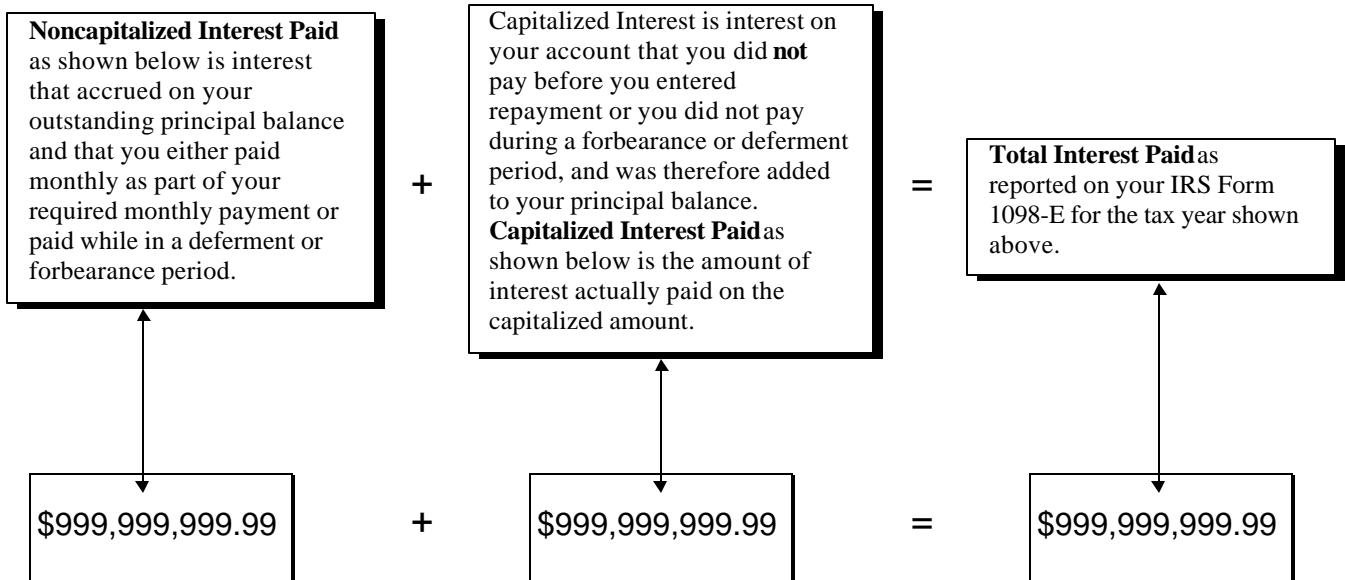 Noncapitalized Interest Paid
as shown below is interest
that accrued on your
outstanding principal balance
and that you either paid
monthly as part of your
required monthly payment or
paid while in a deferment or
forbearance period.
+
Capitalized Interest is interest on
your account that you did not
pay before you entered
repayment or you did not pay
during a forbearance or deferment
period, and was therefore added
to your principal balance.
Capitalized Interest Paid as
shown below is the amount of
interest actually paid on the
capitalized amount.
=
Total Interest Paid as
reported on your IRS Form
1098-E for the tax year shown
above.
$999,999,999.99 + $999,999,999.99 = $999,999,999.99